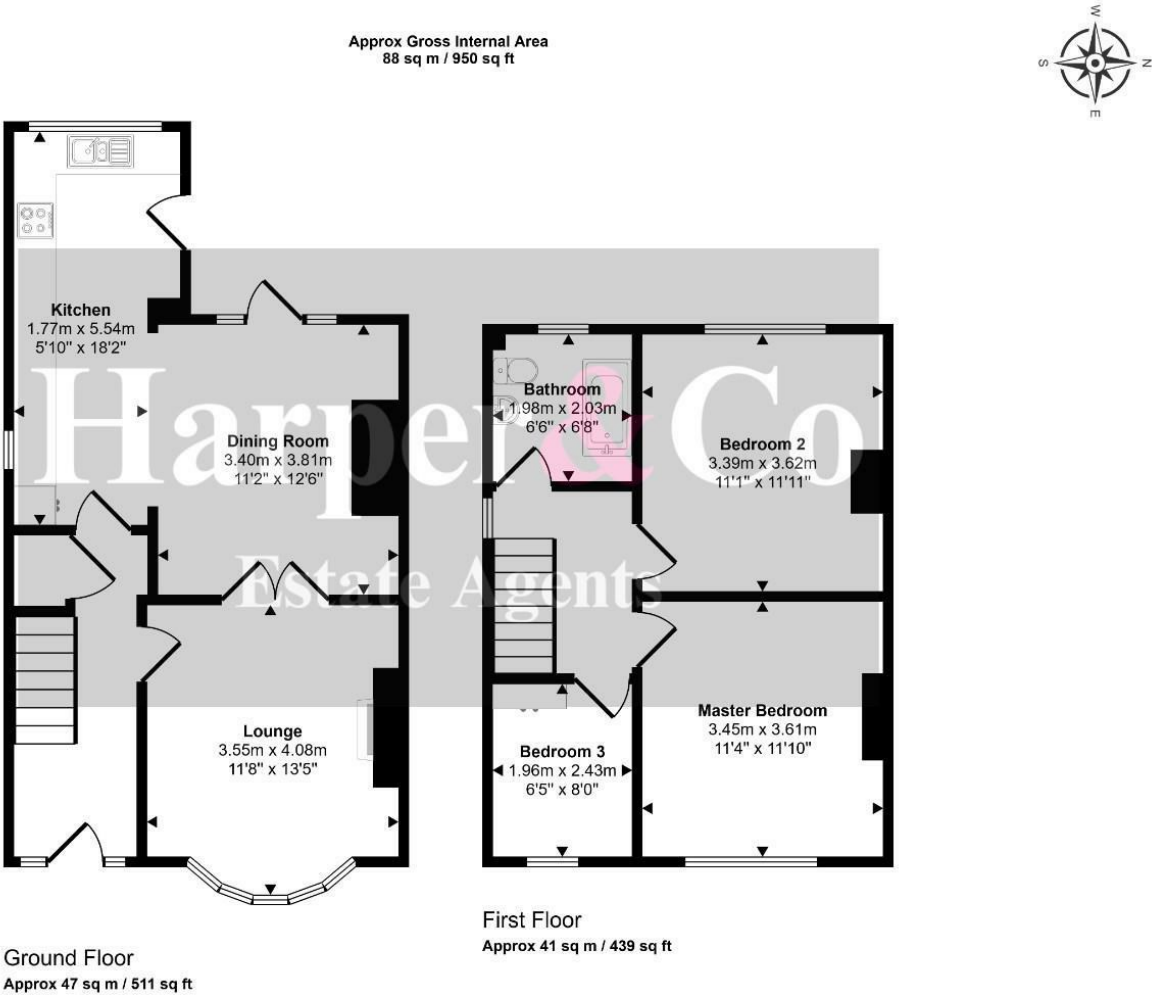 Approx Gross Internal Area
88 sq m / 950 sq ft
W
S
N
E
Kitchen
1.77m x 5.54m
5'10" x 18'2"
Dining Room
3.40m x 3.81m
11'2" x 12'6"
Lounge
3.55m x 4.08m
11'8" x 13'5"
Bathroom
1.98m x 2.03m
6'6" x 6'8"
Bedroom 2
3.39m x 3.62m
11'1" x 11'11"
Master Bedroom
3.45m x 3.61m
11'4" x 11'10"
Bedroom 3
1.96m x 2.43m
6'5" x 8'0"
Harper&Co
Estate Agents
Ground Floor
Approx 47 sq m / 511 sq ft
First Floor
Approx 41 sq m / 439 sq ft